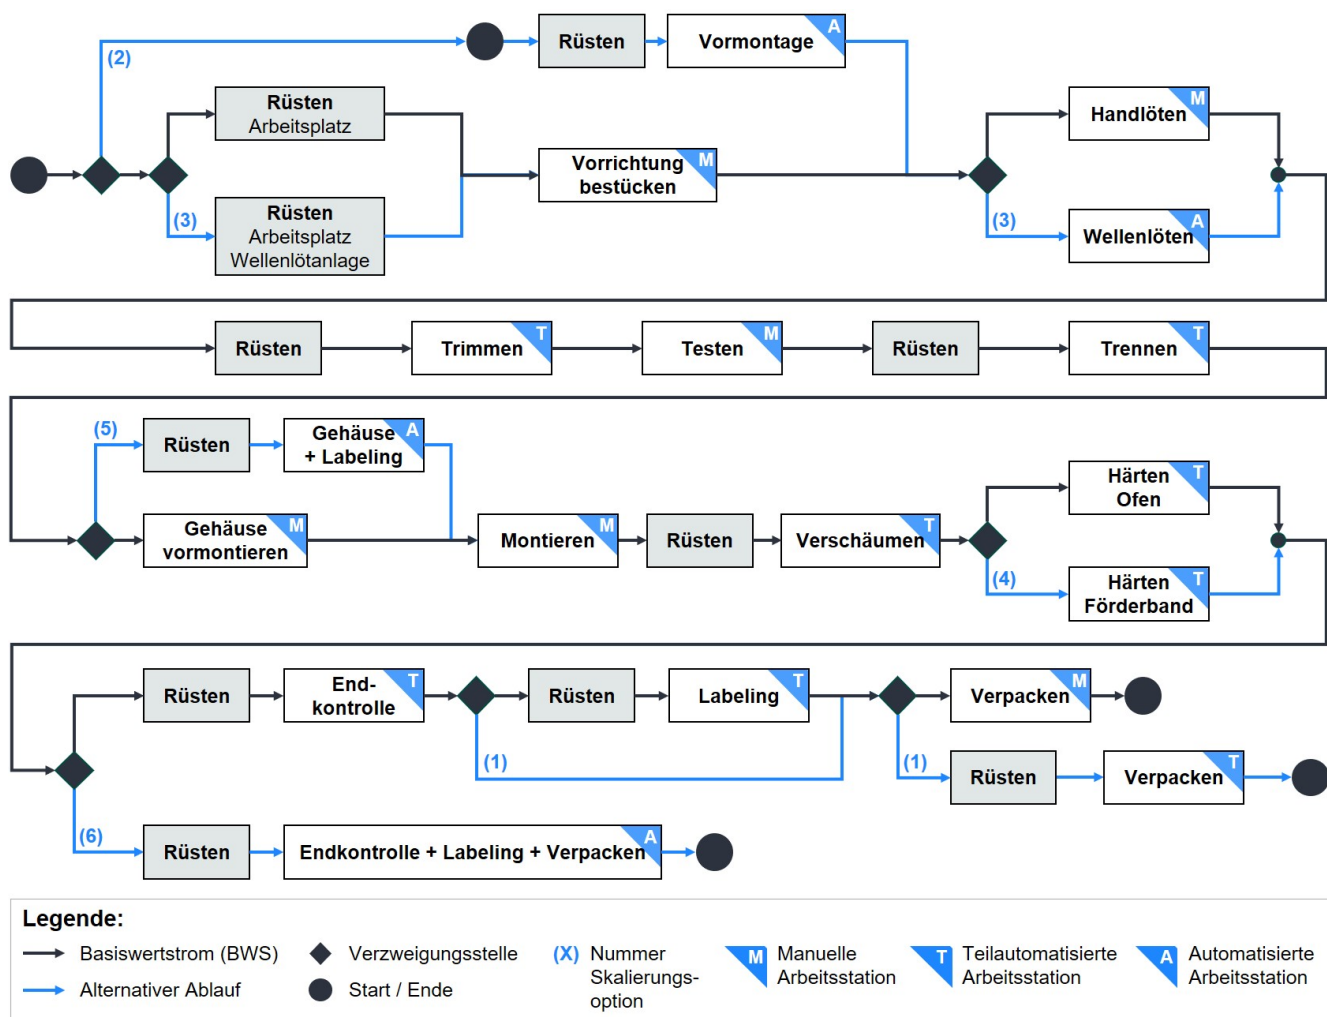 (2)
Rüsten
Vormontage
A
Rüsten
Arbeitsplatz
(3)
Rüsten
Arbeitsplatz
Wellenlötanlage
Vorrichtung
bestücken
M
Handlöten
M
(3)
Wellenlöten
A
Rüsten
Trimmen
T
Testen
M
Rüsten
Trennen
T
(5)
Rüsten
Gehäuse
+ Labeling
A
Gehäuse
vormontieren
M
Montieren
M
Rüsten
Verschäumen
T
Härten
Ofen
T
(4)
Härten
Förderband
T
Rüsten
End-
kontrolle
T
Rüsten
Labeling
T
(1)
Verpacken
M
(1)
Rüsten
Verpacken
T
(6)
Rüsten
Endkontrolle + Labeling + Verpacken
A
Legende:
Basiswertstrom (BWS)
Alternativer Ablauf
Verzweigungsstelle
Start / Ende
(X)
Nummer
Skalierungs-
option
M
Manuelle
Arbeitsstation
T
Teilautomatisierte
Arbeitsstation
A
Automatisierte
Arbeitsstation